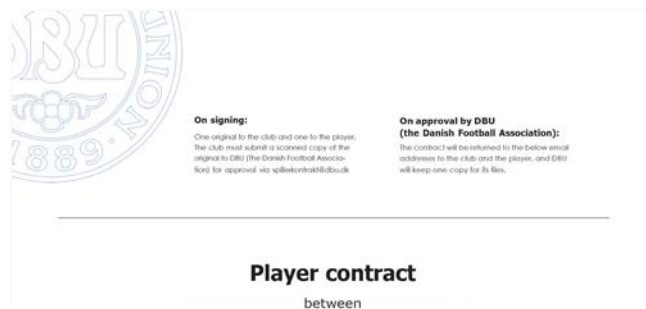 DBU
UNION
1889
On signing:
One original to the club and one to the player.
The club must submit a scanned copy of the
original to DBU (The Danish Football Associa-
tion) for approval via spillerkontrakt@dbu.dk
On approval by DBU
(the Danish Football Association):
The contract will be returned to the below email
addresses to the club and the player, and DBU
will keep one copy for its files.
Player contract
between